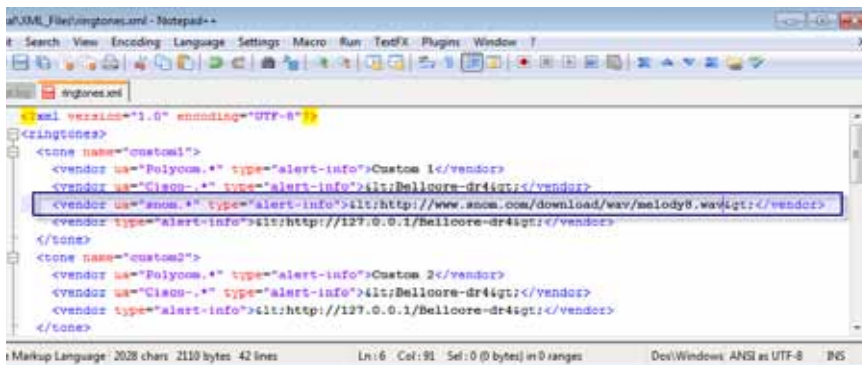 al\XML_Files\ringtones.xml - Notepad++
t Search View Encoding Language Settings Macro Run TextFX Plugins Window ?
ringtones.xml
<?xml version="1.0" encoding="UTF-8"?>
<ringtones>
<tone name="custom1">
<vendor ua="Polycom.*" type="alert-info">Custom 1</vendor>
<vendor ua="Cisco-.*" type="alert-info">&lt;Bellcore-dr4&gt;</vendor>
<vendor ua="snom.*" type="alert-info">&lt;http://www.snom.com/download/wav/melody8.wav&gt;</vendor>
<vendor type="alert-info">&lt;http://127.0.0.1/Bellcore-dr4&gt;</vendor>
</tone>
<tone name="custom2">
<vendor ua="Polycom.*" type="alert-info">Custom 2</vendor>
<vendor ua="Cisco-.*" type="alert-info">&lt;Bellcore-dr4&gt;</vendor>
<vendor type="alert-info">&lt;http://127.0.0.1/Bellcore-dr4&gt;</vendor>
</tone>
e Markup Language 2028 chars 2110 bytes 42 lines Ln : 6 Col : 91 Sel : 0 (0 bytes) in 0 ranges Dos\Windows ANSI as UTF-8 INS